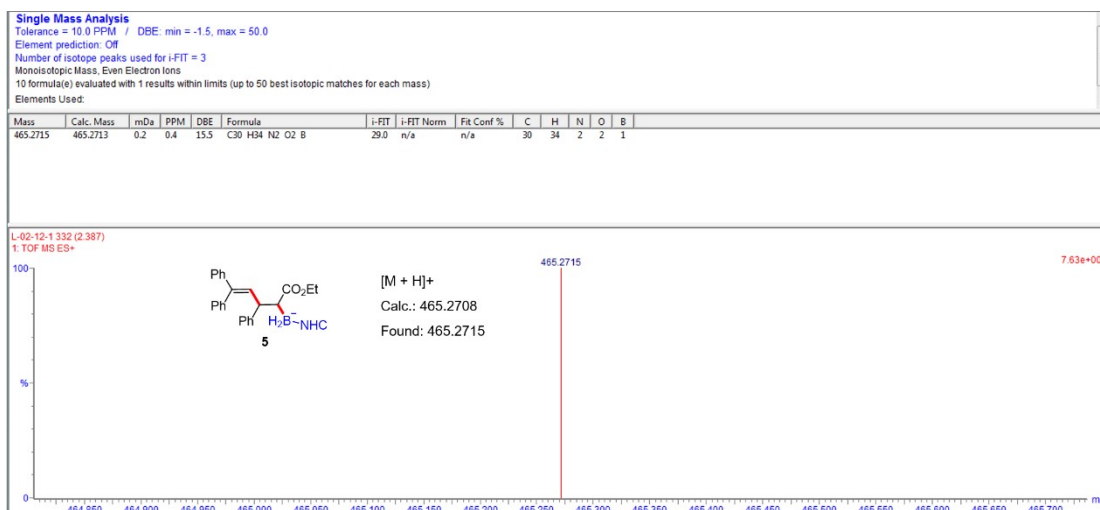 Single Mass Analysis
Tolerance = 10.0 PPM / DBE: min = -1.5, max = 50.0
Element prediction: Off
Number of isotope peaks used for i-FIT = 3
Monoisotopic Mass, Even Electron Ions
10 formula(e) evaluated with 1 results within limits (up to 50 best isotopic matches for each mass)
Elements Used:
Mass Calc. Mass mDa PPM DBE Formula i-FIT i-FIT Norm Fit Conf % C H N O B
465.2715 465.2713 0.2 0.4 15.5 C30 H34 N2 O2 B 29.0 n/a n/a 30 34 2 2 1
L-02-12-1 332 (2.387)
1: TOF MS ES+
465.2715
7.63e+00
100
Ph
CO2Et
Ph
Ph
H2B
−
NHC
5
[M + H]+
Calc.: 465.2708
Found: 465.2715
%
0
464.850 464.900 464.950 465.000 465.050 465.100 465.150 465.200 465.250 465.300 465.350 465.400 465.450 465.500 465.550 465.600 465.650 465.700